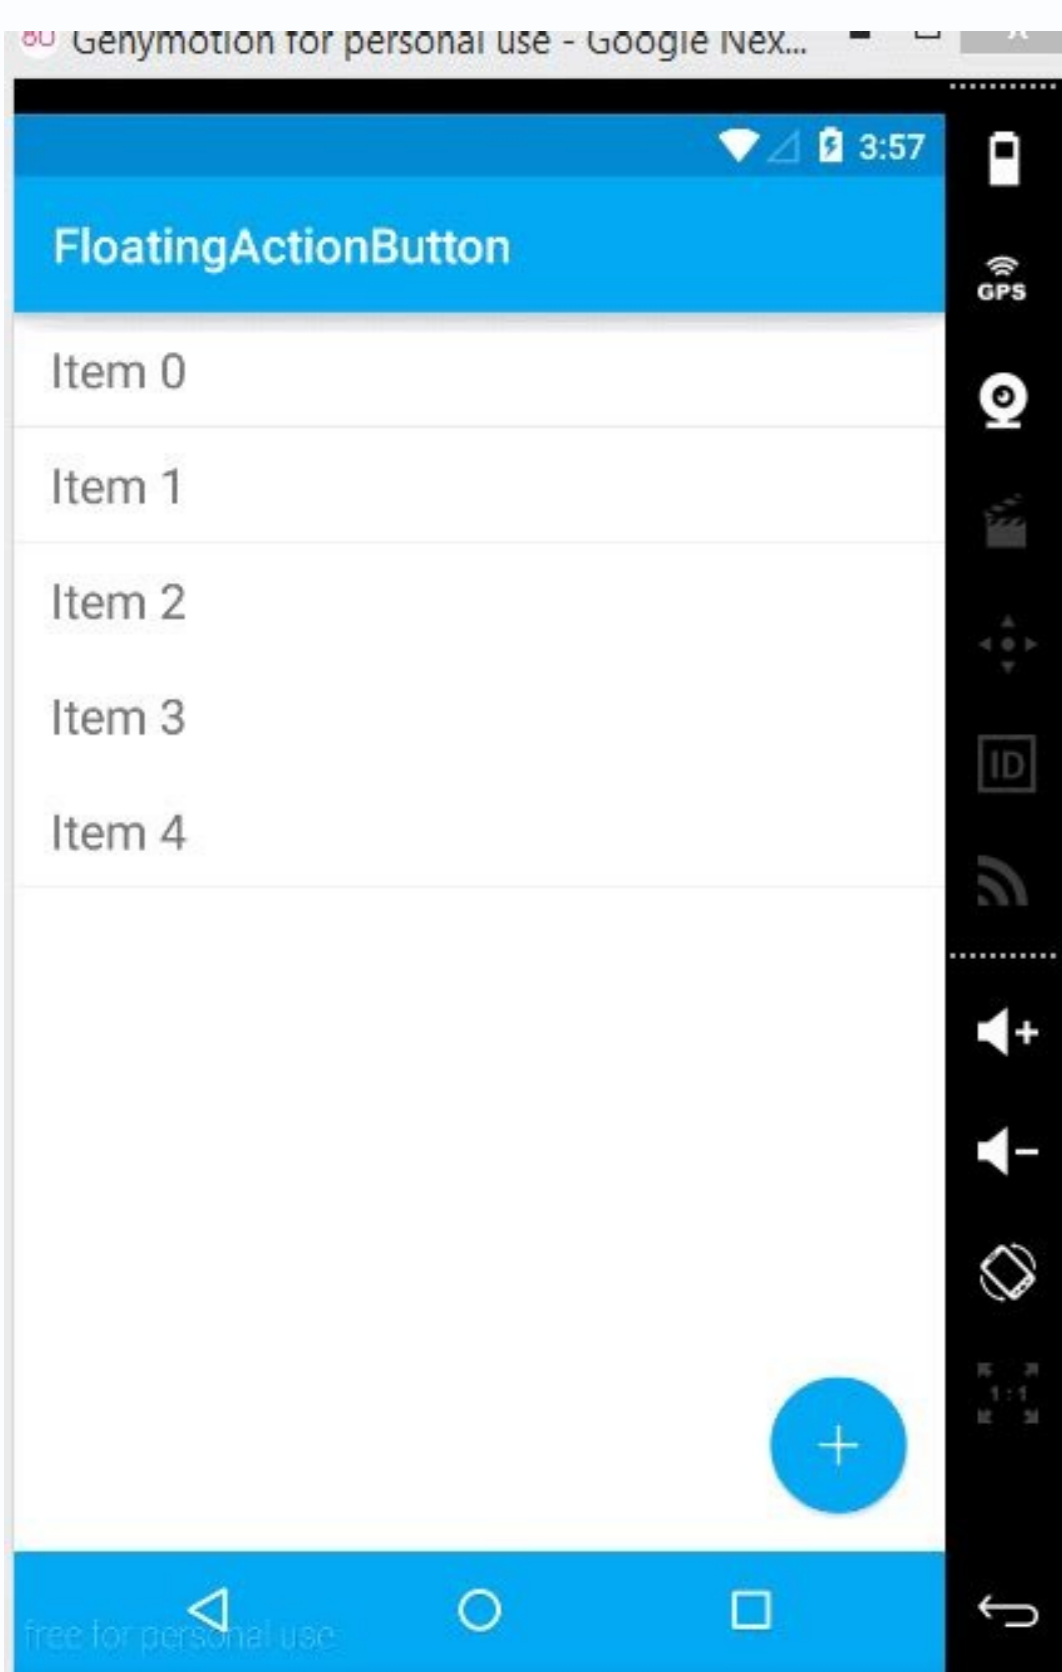 Genymotion for personal use - Google Nex...
3:57
FloatingActionButton
GPS
Item 0
Item 1
Item 2
Item 3
ID
Item 4
1:1
free for personal use